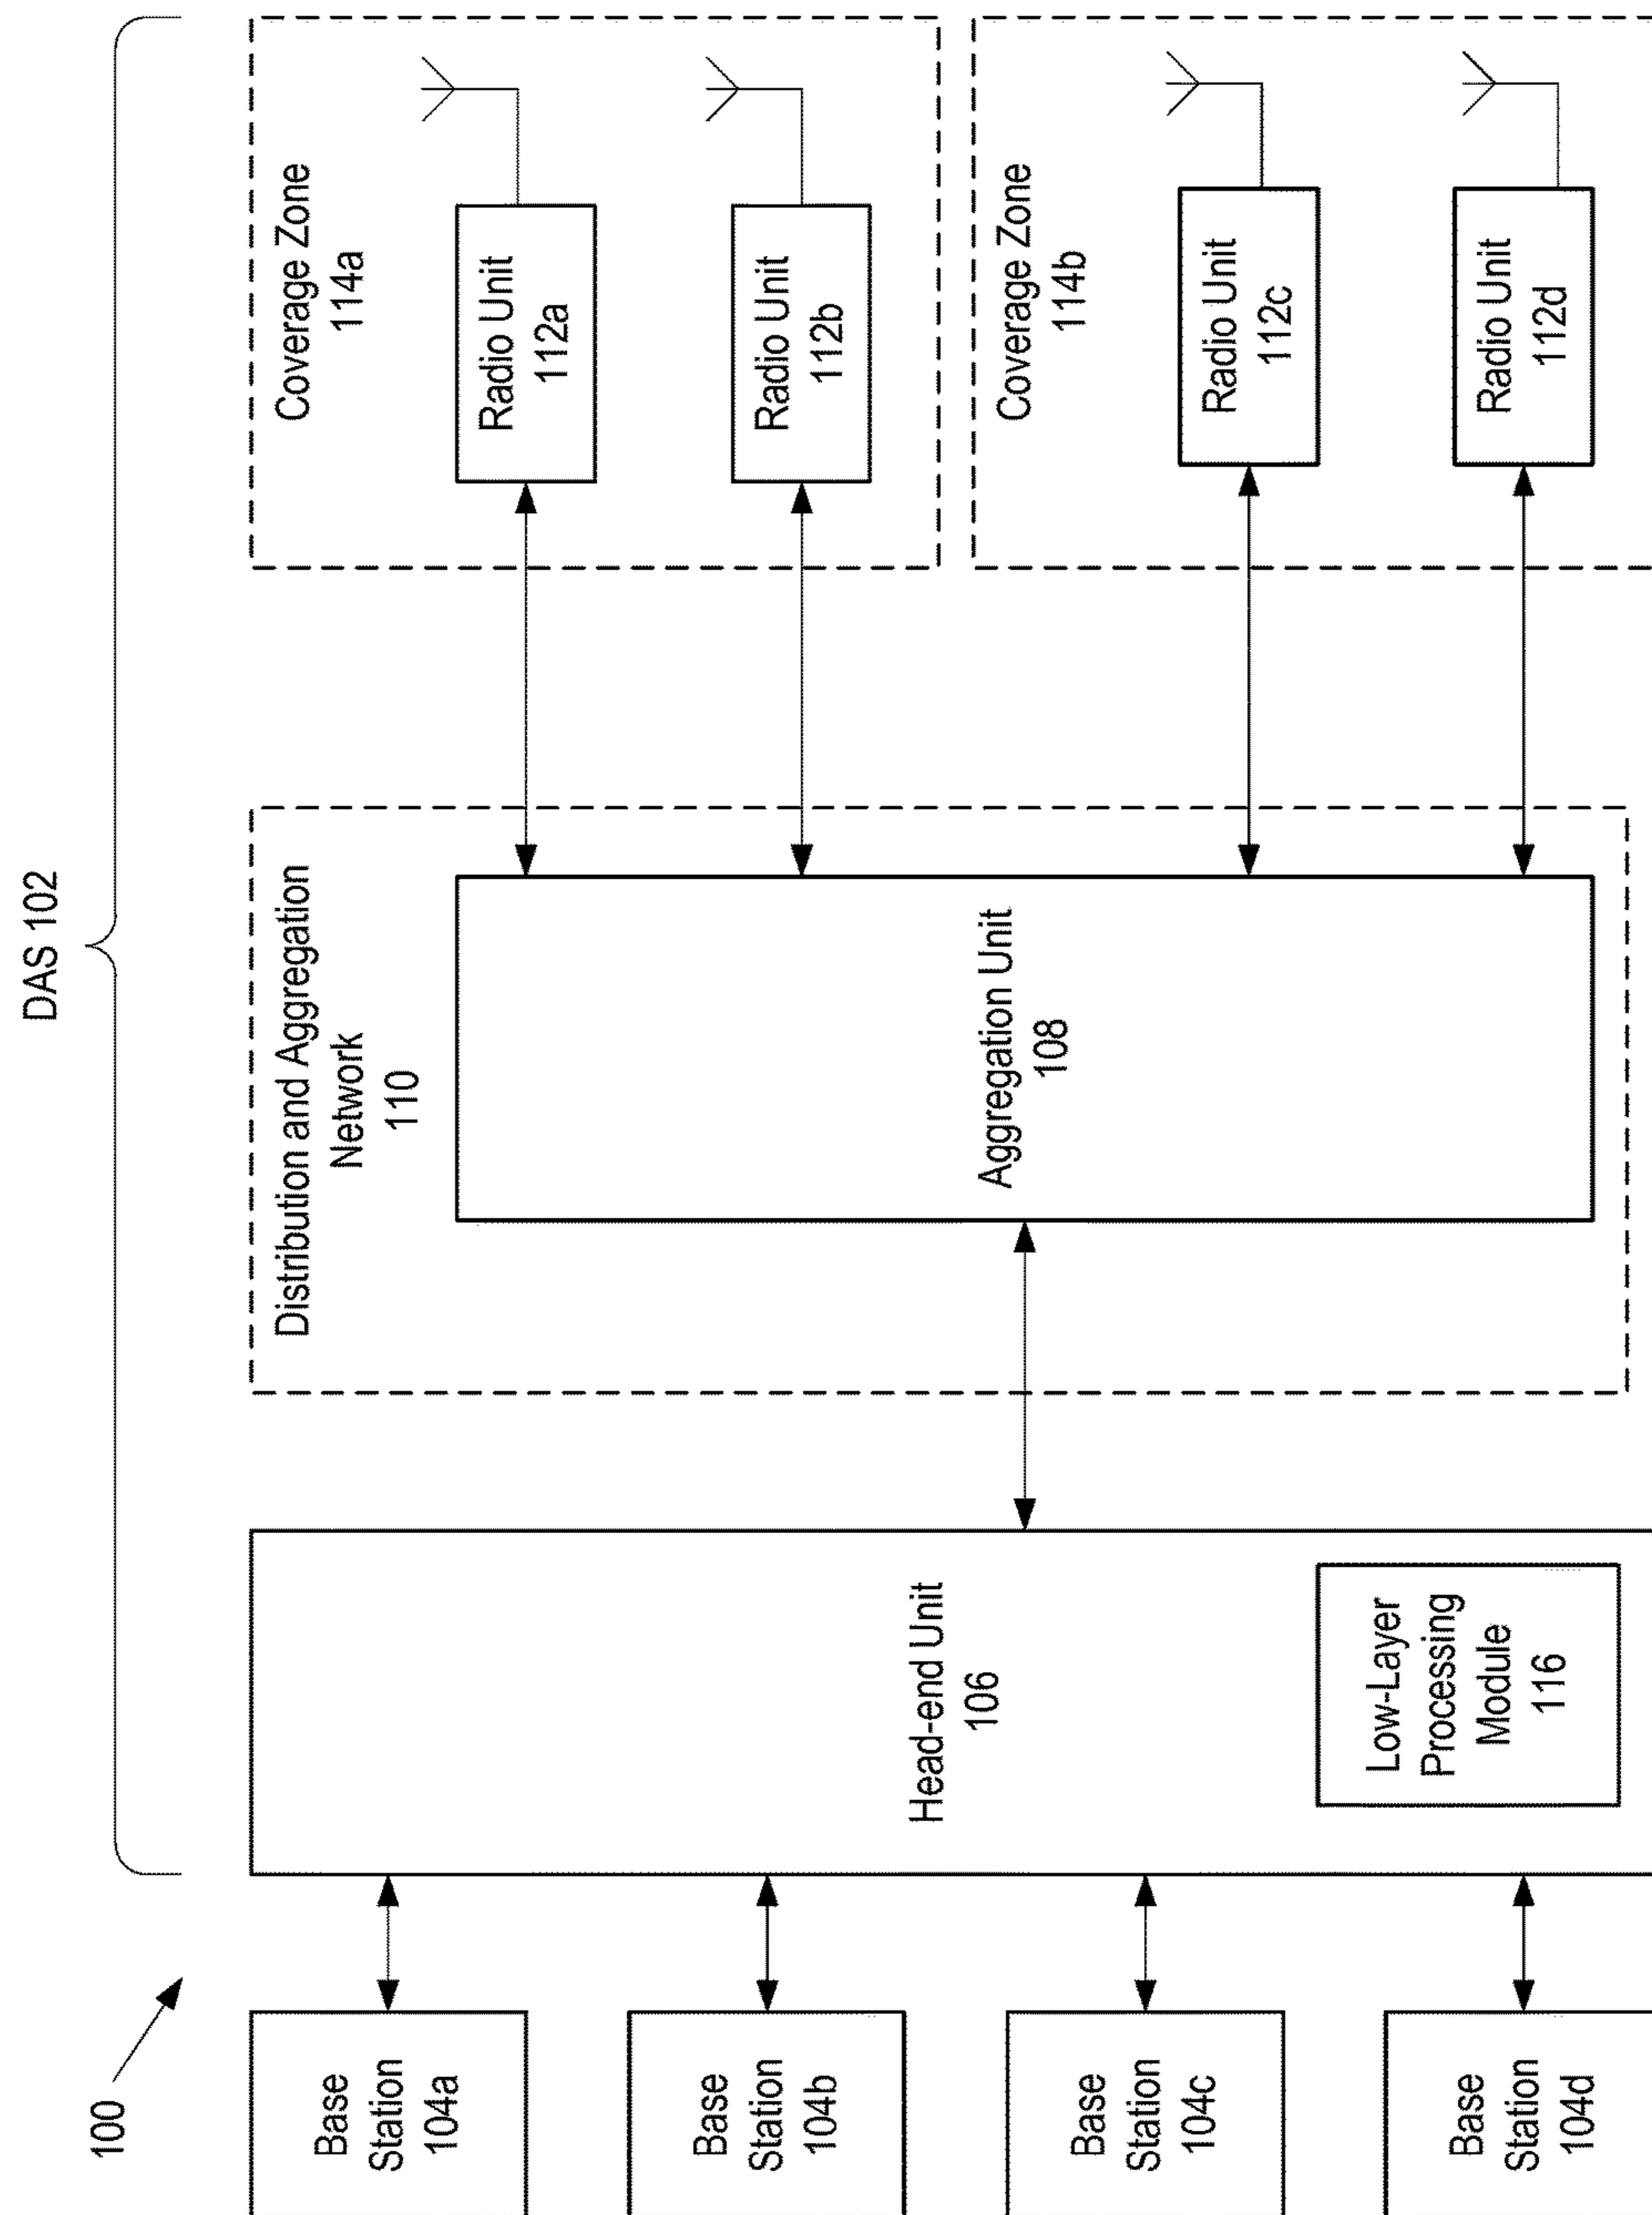 100
DAS 102
Base
Station
104a
Base
Station
104b
Base
Station
104c
Base
Station
104d
Head-end Unit
106
Low-Layer
Processing
Module
116
Distribution and Aggregation
Network
110
Aggregation Unit
108
Coverage Zone
114a
Radio Unit
112a
Radio Unit
112b
Coverage Zone
114b
Radio Unit
112c
Radio Unit
112d